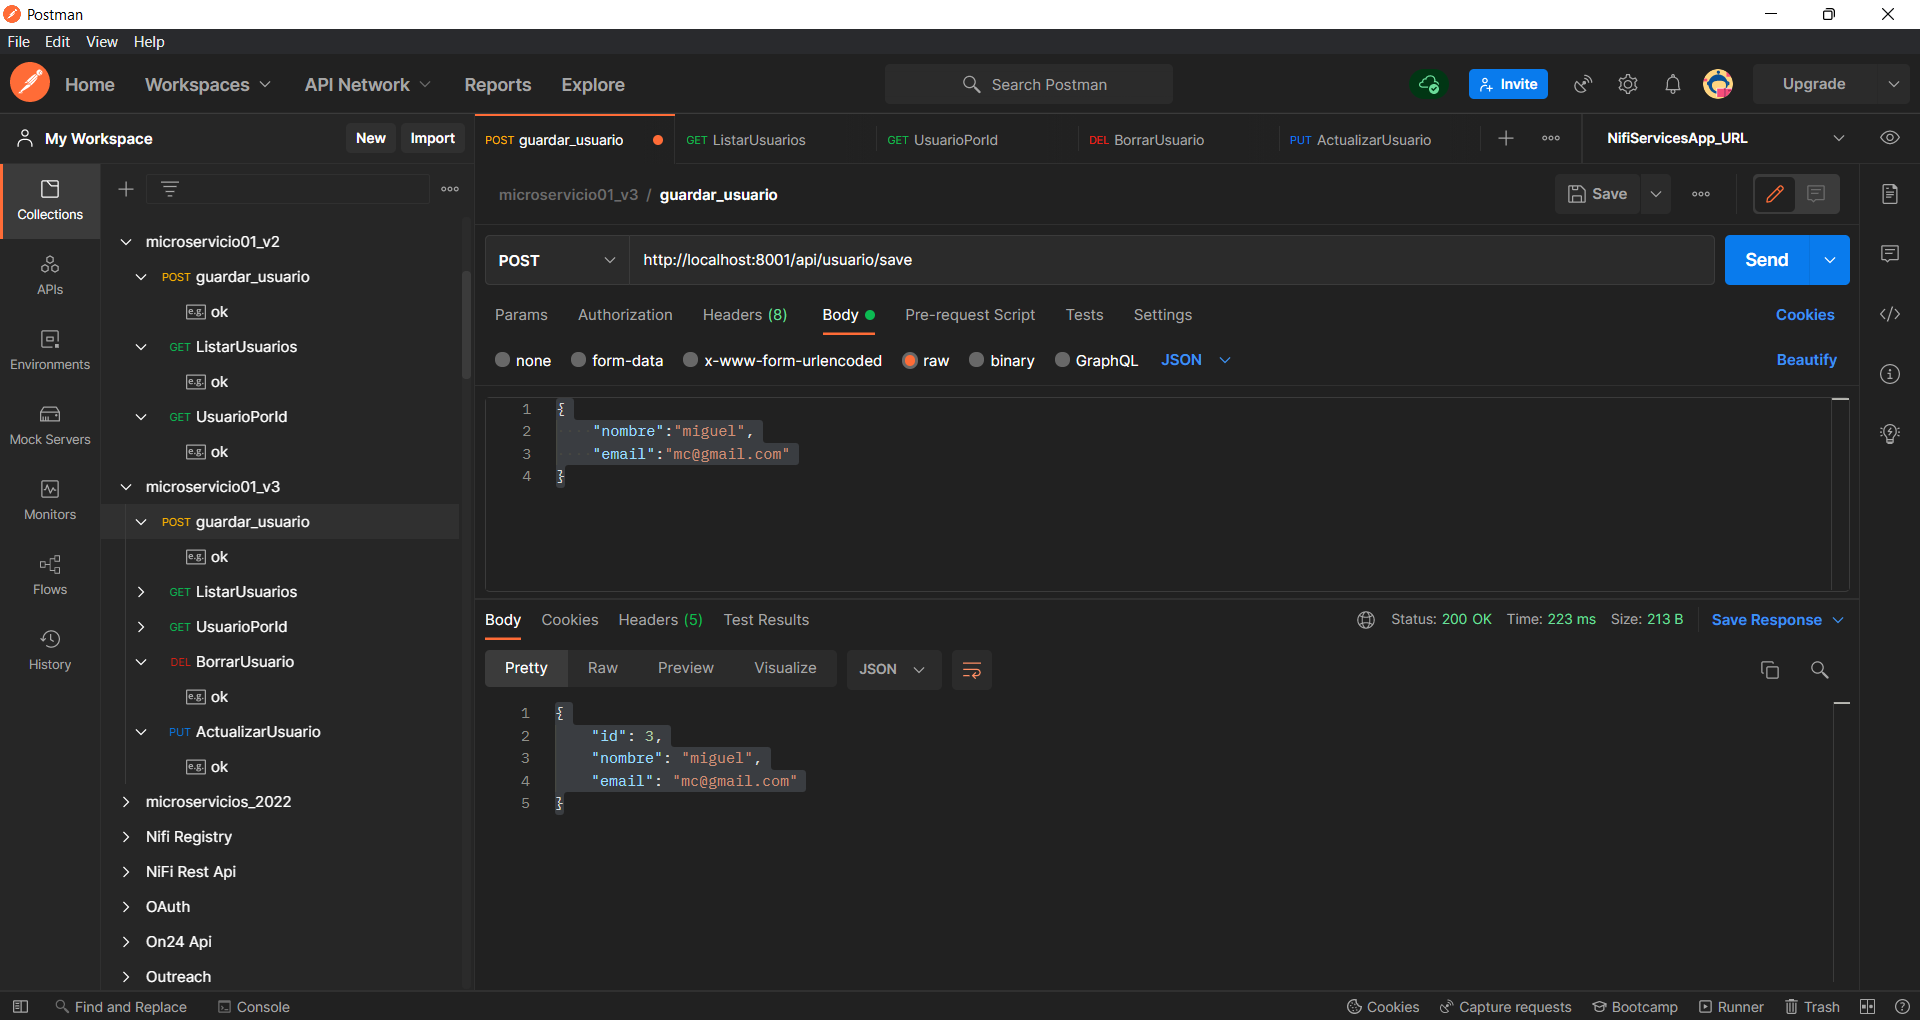 Postman
File Edit View Help
Home Workspaces API Network Reports Explore Search Postman Invite Upgrade
My Workspace New Import
POST guardar_usuario GET ListarUsuarios GET UsuarioPorId DEL BorrarUsuario PUT ActualizarUsuario NifiServicesApp_URL
Collections
APIs
Environments
Mock Servers
Monitors
Flows
History
microservicio01_v2
POST guardar_usuario
e.g. ok
GET ListarUsuarios
e.g. ok
GET UsuarioPorId
e.g. ok
microservicio01_v3
POST guardar_usuario
e.g. ok
GET ListarUsuarios
GET UsuarioPorId
DEL BorrarUsuario
e.g. ok
PUT ActualizarUsuario
e.g. ok
microservicios_2022
Nifi Registry
NiFi Rest Api
OAuth
On24 Api
Outreach
microservicio01_v3 / guardar_usuario Save
POST http://localhost:8001/api/usuario/save Send
Params Authorization Headers (8) Body Pre-request Script Tests Settings Cookies
none form-data x-www-form-urlencoded raw binary GraphQL JSON Beautify
1 {
2 "nombre":"miguel",
3 "email":"mc@gmail.com"
4 }
Body Cookies Headers (5) Test Results Status: 200 OK Time: 223 ms Size: 213 B Save Response
Pretty Raw Preview Visualize JSON
1 {
2 "id": 3,
3 "nombre": "miguel",
4 "email": "mc@gmail.com"
5 }
Find and Replace Console Cookies Capture requests Bootcamp Runner Trash